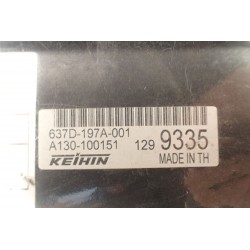 637D-197A-001
A130-100151 129 9335
KEIHIN MADE IN TH